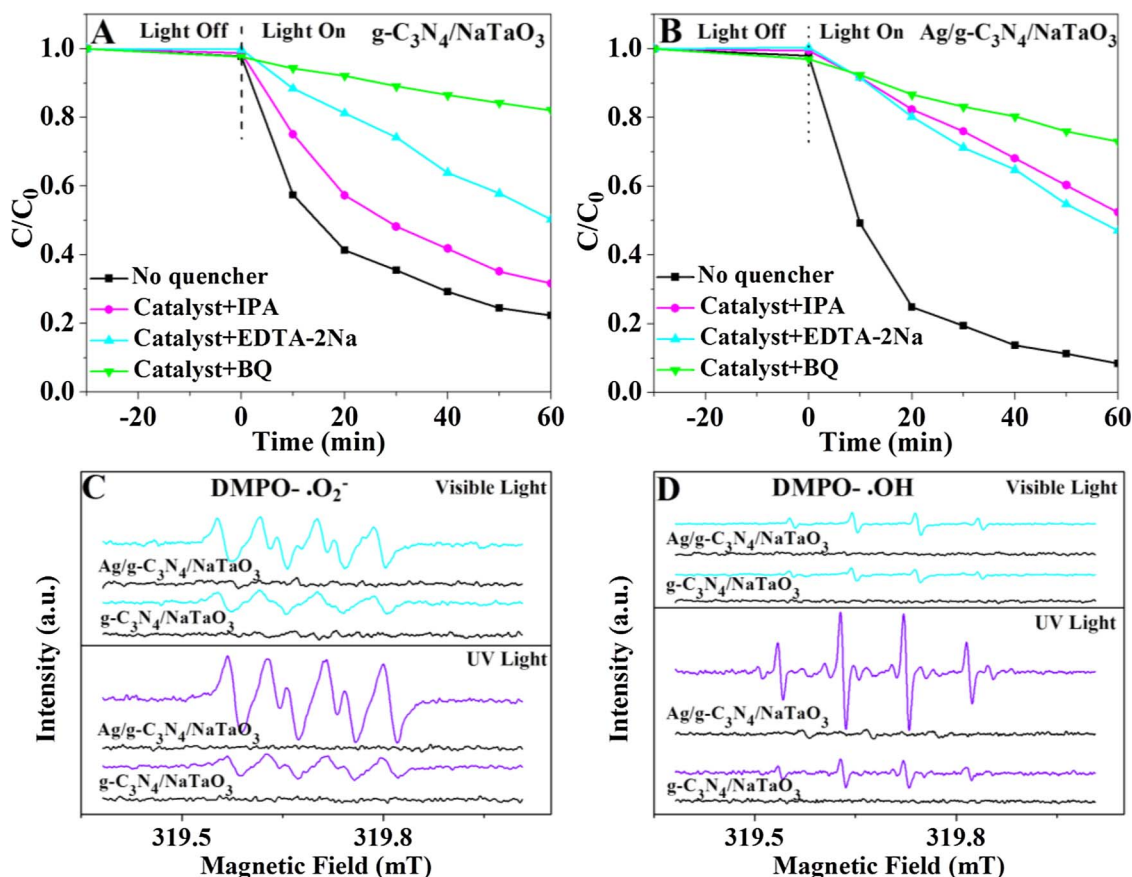 A Light Off Light On g-C₃N₄/NaTaO₃
1.0
0.8
0.6
0.4
0.2
0.0
C/C₀
No quencher
Catalyst+IPA
Catalyst+EDTA-2Na
Catalyst+BQ
-20 0 20 40 60
Time (min)
B Light Off Light On Ag/g-C₃N₄/NaTaO₃
1.0
0.8
0.6
0.4
0.2
0.0
C/C₀
No quencher
Catalyst+IPA
Catalyst+EDTA-2Na
Catalyst+BQ
-20 0 20 40 60
Time (min)
C DMPO- ·O₂⁻ Visible Light
Ag/g-C₃N₄/NaTaO₃
g-C₃N₄/NaTaO₃
UV Light
Ag/g-C₃N₄/NaTaO₃
g-C₃N₄/NaTaO₃
Intensity (a.u.)
319.5 319.8
Magnetic Field (mT)
D DMPO- ·OH Visible Light
Ag/g-C₃N₄/NaTaO₃
g-C₃N₄/NaTaO₃
UV Light
Ag/g-C₃N₄/NaTaO₃
g-C₃N₄/NaTaO₃
Intensity (a.u.)
319.5 319.8
Magnetic Field (mT)